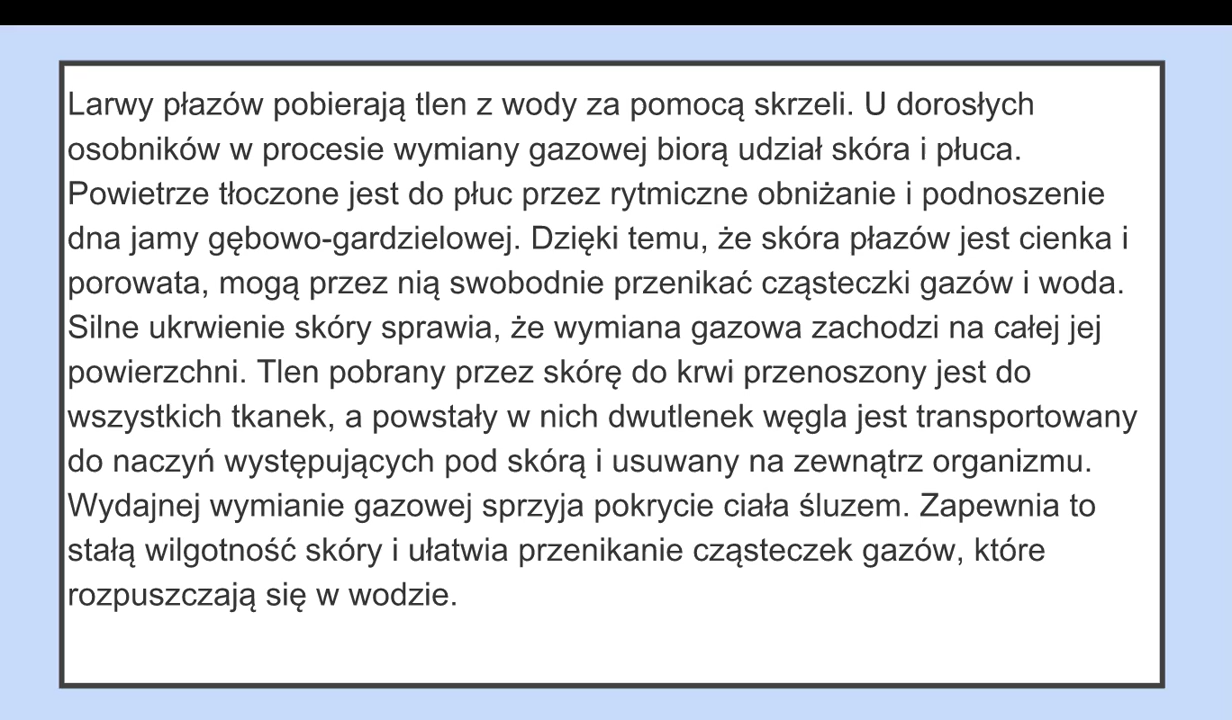 Larwy płazów pobierają tlen z wody za pomocą skrzeli. U dorosłych
osobników w procesie wymiany gazowej biorą udział skóra i płuca.
Powietrze tłoczone jest do płuc przez rytmiczne obniżanie i podnoszenie
dna jamy gębowo-gardzielowej. Dzięki temu, że skóra płazów jest cienka i
porowata, mogą przez nią swobodnie przenikać cząsteczki gazów i woda.
Silne ukrwienie skóry sprawia, że wymiana gazowa zachodzi na całej jej
powierzchni. Tlen pobrany przez skórę do krwi przenoszony jest do
wszystkich tkanek, a powstały w nich dwutlenek węgla jest transportowany
do naczyń występujących pod skórą i usuwany na zewnątrz organizmu.
Wydajnej wymianie gazowej sprzyja pokrycie ciała śluzem. Zapewnia to
stałą wilgotność skóry i ułatwia przenikanie cząsteczek gazów, które
rozpuszczają się w wodzie.